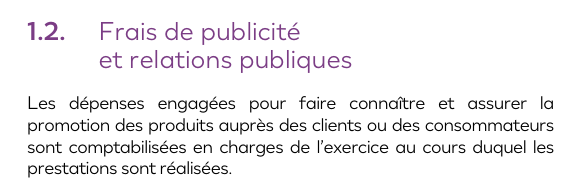 1.2. Frais de publicité
et relations publiques
Les dépenses engagées pour faire connaître et assurer la
promotion des produits auprès des clients ou des consommateurs
sont comptabilisées en charges de l’exercice au cours duquel les
prestations sont réalisées.